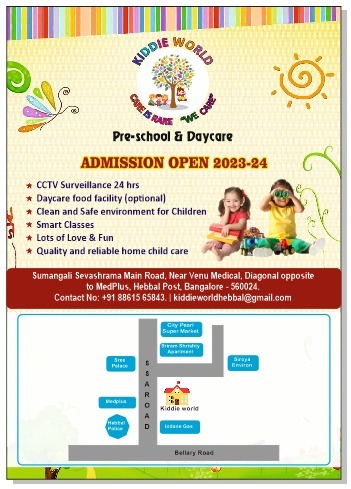 KIDDIE WORLD
CARE IS RARE "WE CARE"
Pre-school & Daycare
ADMISSION OPEN 2023-24
CCTV Surveillance 24 hrs
Daycare food facility (optional)
Clean and Safe environment for Children
Smart Classes
Lots of Love & Fun
Quality and reliable home child care
Sumangali Sevashrama Main Road, Near Venu Medical, Diagonal opposite
to MedPlus, Hebbal Post, Bangalore - 560024.
Contact No: +91 88615 65843. | kiddieworldhebbal@gmail.com
City Pearl
Super Market
Sriram Shrishty
Apartment
Sree
Palace
Siraya
Environ
SSA ROAD
Kiddie world
Medplus
Hebbal
Police
Indane Gas
Bellary Road